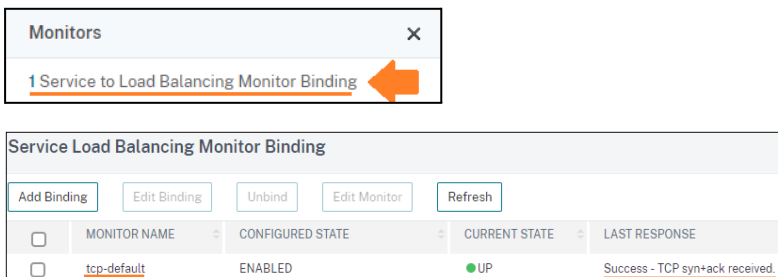 Monitors
1 Service to Load Balancing Monitor Binding
Service Load Balancing Monitor Binding
Add Binding Edit Binding Unbind Edit Monitor Refresh
MONITOR NAME CONFIGURED STATE CURRENT STATE LAST RESPONSE
tcp-default ENABLED UP Success - TCP syn+ack received.